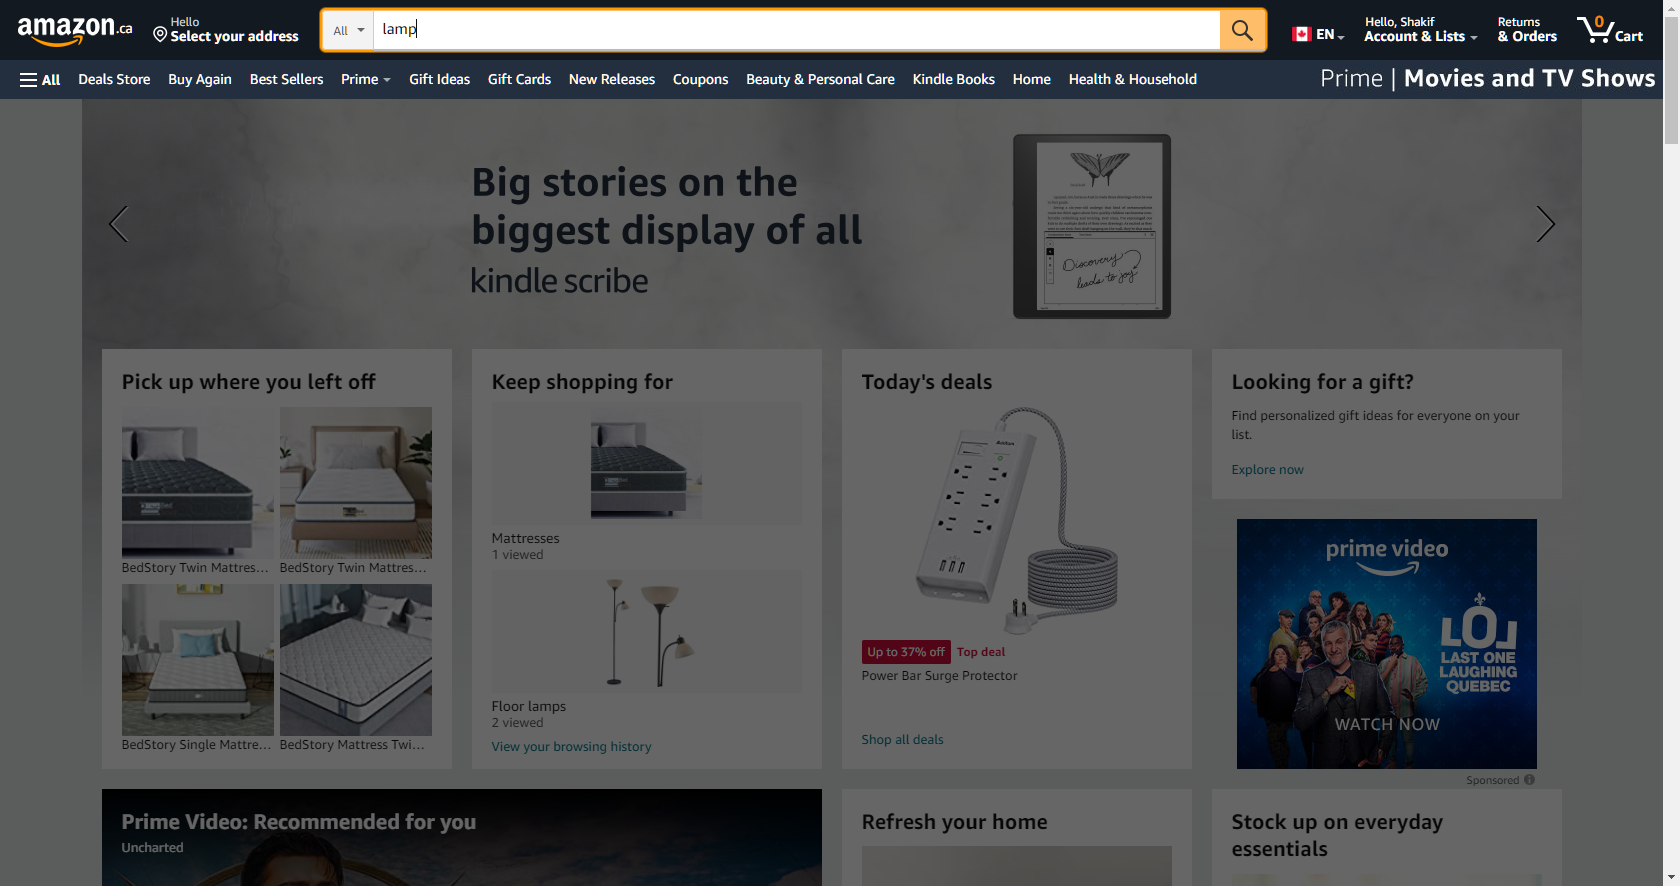 amazon.ca
Hello
Select your address
All
lamp
EN
Hello, Shakif
Account & Lists
Returns
& Orders
0
Cart
All
Deals Store
Buy Again
Best Sellers
Prime
Gift Ideas
Gift Cards
New Releases
Coupons
Beauty & Personal Care
Kindle Books
Home
Health & Household
Prime | Movies and TV Shows
Big stories on the
biggest display of all
kindle scribe
Discovery
leads to joy
Pick up where you left off
BedStory Twin Mattres...
BedStory Twin Mattres...
BedStory Single Mattre...
BedStory Mattress Twi...
Keep shopping for
Mattresses
1 viewed
Floor lamps
2 viewed
View your browsing history
Today's deals
Up to 37% off
Top deal
Power Bar Surge Protector
Shop all deals
Looking for a gift?
Find personalized gift ideas for everyone on your
list.
Explore now
prime video
LOL
LAST ONE
LAUGHING
QUEBEC
WATCH NOW
Sponsored
Prime Video: Recommended for you
Uncharted
Refresh your home
Stock up on everyday
essentials